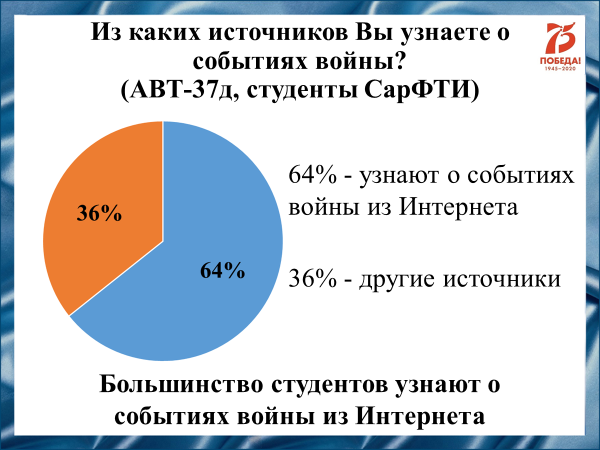 Из каких источников Вы узнаете о
событиях войны?
(АВТ-37д, студенты СарФТИ)
75
ПОБЕДА!
1945–2020
36%
64%
64% - узнают о событиях
войны из Интернета
36% - другие источники
Большинство студентов узнают о
событиях войны из Интернета